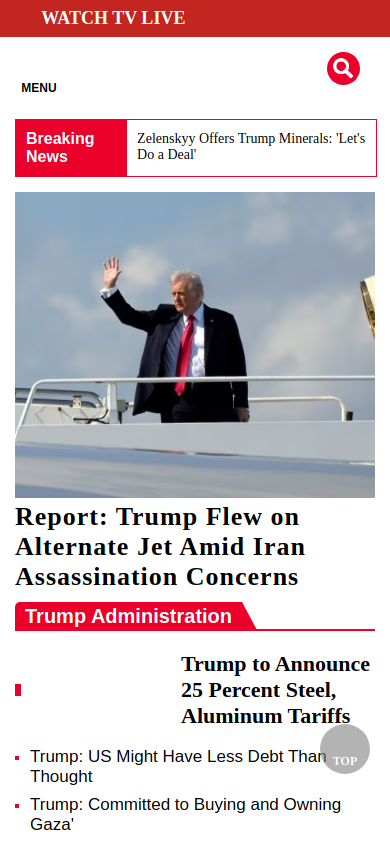 WATCH TV LIVE
MENU
Breaking
News
Zelenskyy Offers Trump Minerals: 'Let's
Do a Deal'
Report: Trump Flew on
Alternate Jet Amid Iran
Assassination Concerns
Trump Administration
Trump to Announce
25 Percent Steel,
Aluminum Tariffs
TOP
Trump: US Might Have Less Debt Than
Thought
Trump: Committed to Buying and Owning
Gaza'